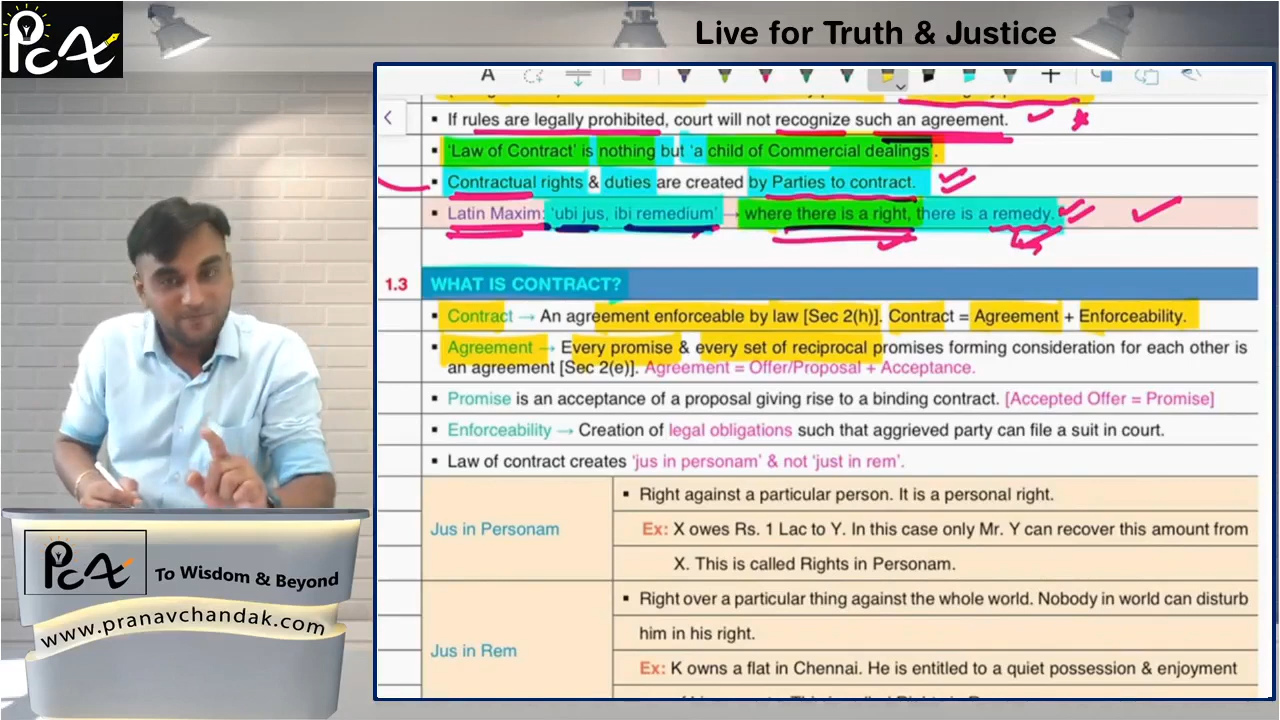 PCA
Live for Truth & Justice
A
If rules are legally prohibited, court will not recognize such an agreement.
'Law of Contract' is nothing but 'a child of Commercial dealings'.
Contractual rights & duties are created by Parties to contract.
Latin Maxim: 'ubi jus, ibi remedium' → where there is a right, there is a remedy.
1.3 WHAT IS CONTRACT?
Contract → An agreement enforceable by law [Sec 2(h)]. Contract = Agreement + Enforceability.
Agreement → Every promise & every set of reciprocal promises forming consideration for each other is
an agreement [Sec 2(e)]. Agreement = Offer/Proposal + Acceptance.
Promise is an acceptance of a proposal giving rise to a binding contract. [Accepted Offer = Promise]
Enforceability → Creation of legal obligations such that aggrieved party can file a suit in court.
Law of contract creates 'jus in personam' & not 'just in rem'.
Jus in Personam
Right against a particular person. It is a personal right.
Ex: X owes Rs. 1 Lac to Y. In this case only Mr. Y can recover this amount from
X. This is called Rights in Personam.
Jus in Rem
Right over a particular thing against the whole world. Nobody in world can disturb
him in his right.
Ex: K owns a flat in Chennai. He is entitled to a quiet possession & enjoyment
PCA
To Wisdom & Beyond
www.pranavchandak.com